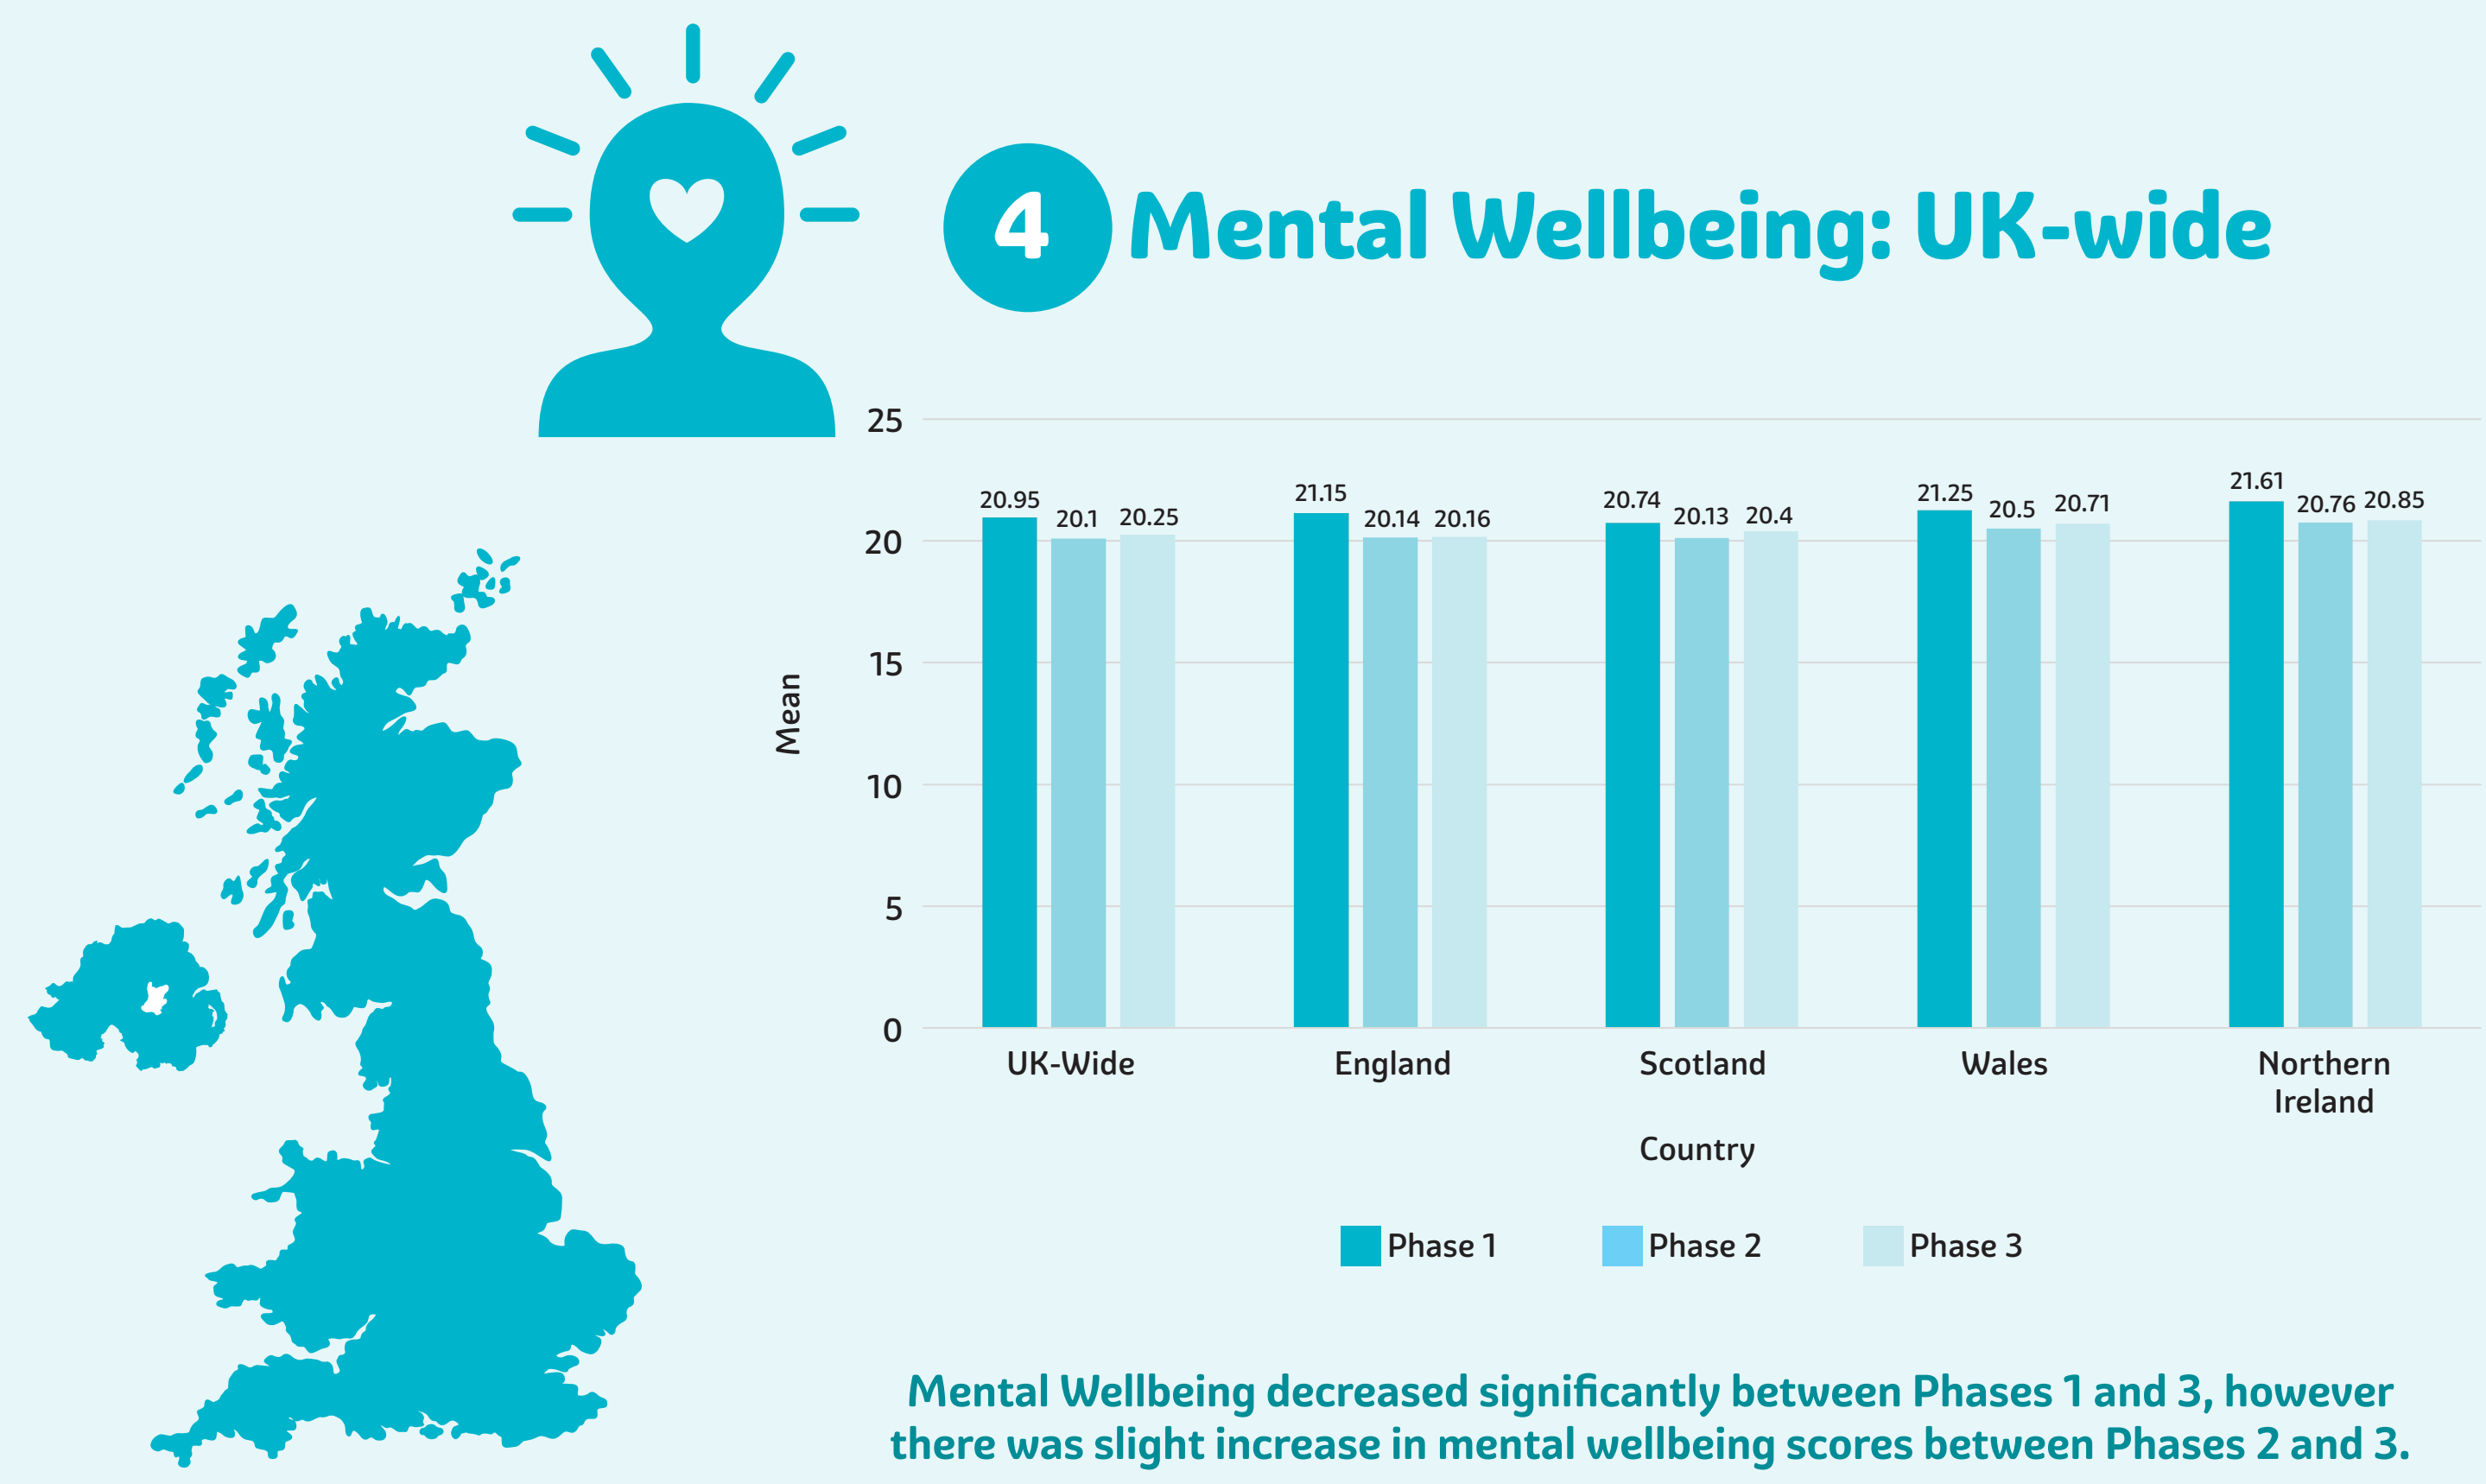 4 Mental Wellbeing: UK-wide
25
20
15
10
5
0
Mean
20.95 20.1 20.25
21.15 20.14 20.16
20.74 20.13 20.4
21.25 20.5 20.71
21.61 20.76 20.85
UK-Wide
England
Scotland
Wales
Northern
Ireland
Country
Phase 1 Phase 2 Phase 3
Mental Wellbeing decreased significantly between Phases 1 and 3, however
there was slight increase in mental wellbeing scores between Phases 2 and 3.